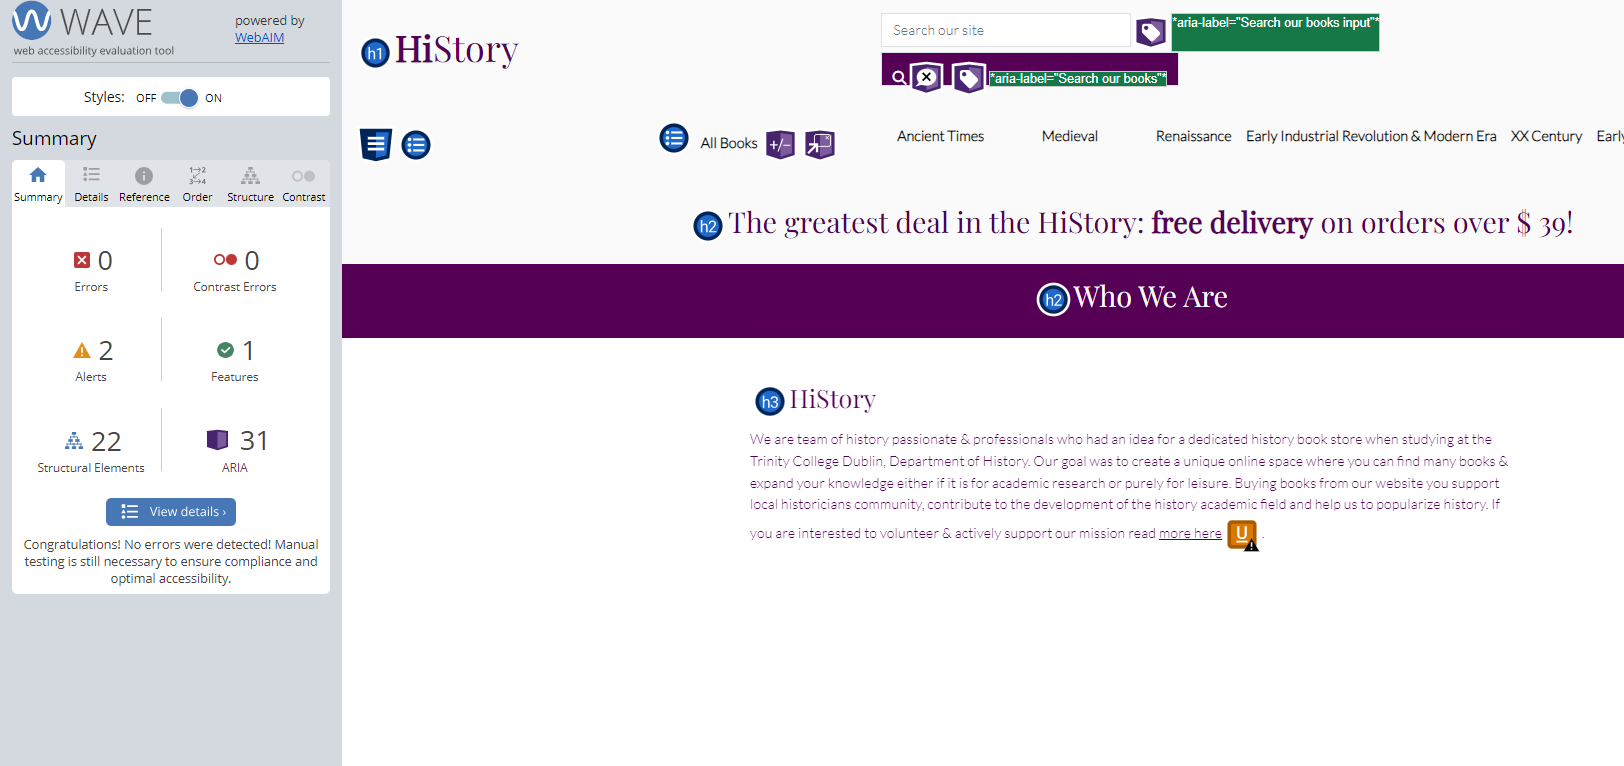 WAVE
web accessibility evaluation tool
powered by
WebAIM
Styles: OFF ON
Summary
Summary Details Reference Order Structure Contrast
0
Errors
0
Contrast Errors
2
Alerts
1
Features
22
Structural Elements
31
ARIA
View details ›
Congratulations! No errors were detected! Manual
testing is still necessary to ensure compliance and
optimal accessibility.
h1 HiStory
Search our site
*aria-label="Search our books input"*
*aria-label="Search our books"*
All Books +/- Ancient Times Medieval Renaissance Early Industrial Revolution & Modern Era XX Century Early
h2 The greatest deal in the HiStory: free delivery on orders over $ 39!
h2 Who We Are
h3 HiStory
We are team of history passionate & professionals who had an idea for a dedicated history book store when studying at the
Trinity College Dublin, Department of History. Our goal was to create a unique online space where you can find many books &
expand your knowledge either if it is for academic research or purely for leisure. Buying books from our website you support
local historicians community, contribute to the development of the history academic field and help us to popularize history. If
you are interested to volunteer & actively support our mission read more here U .